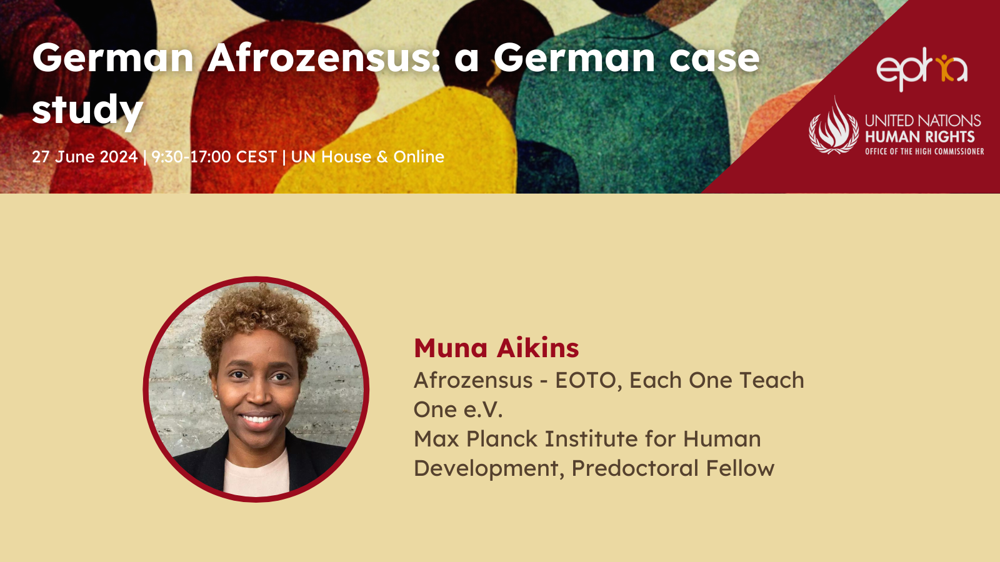 German Afrozensus: a German case
study
27 June 2024 | 9:30-17:00 CEST | UN House & Online
ephia
UNITED NATIONS
HUMAN RIGHTS
OFFICE OF THE HIGH COMMISSIONER
Muna Aikins
Afrozensus - EOTO, Each One Teach
One e.V.
Max Planck Institute for Human
Development, Predoctoral Fellow